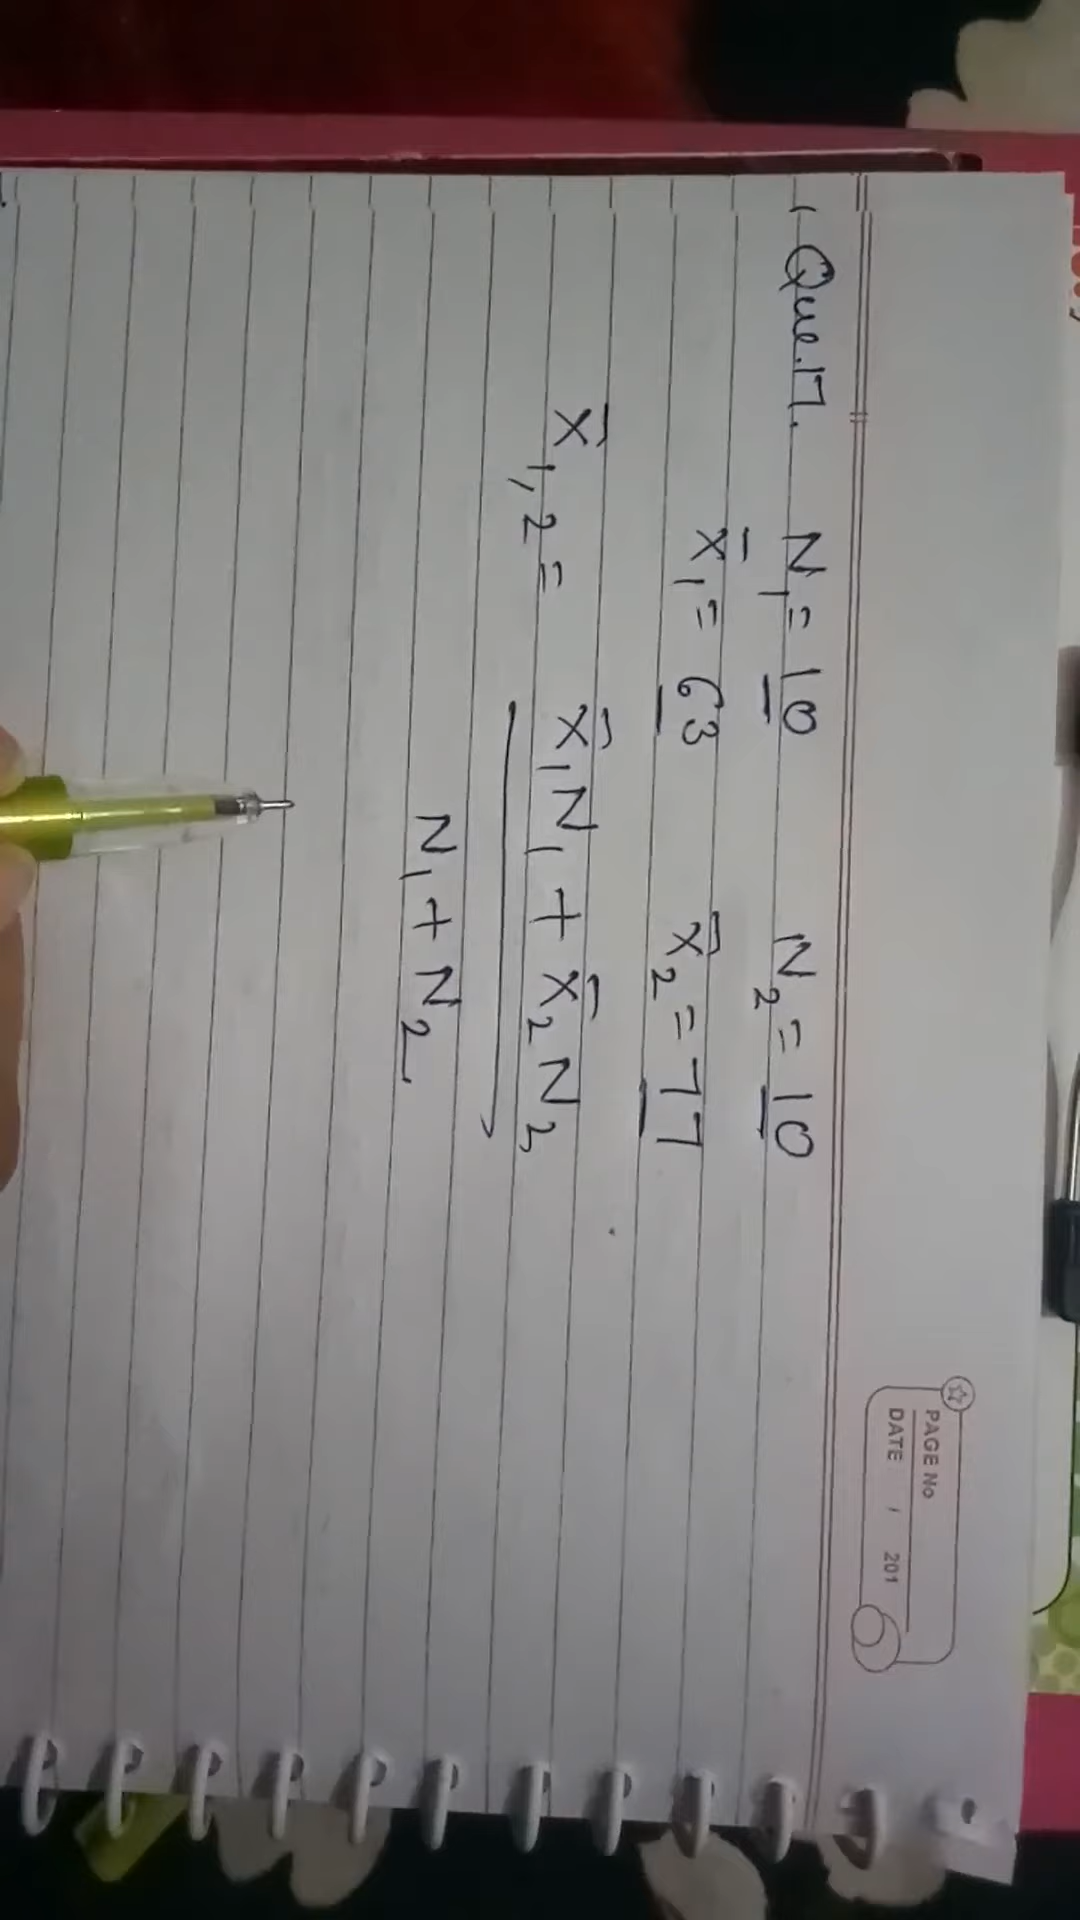 PAGE No
DATE / 201
Que.17. N₁ = 10 N₂ = 10
x̄₁ = 63 x̄₂ = 77
x̄₁,₂ = x̄₁N₁ + x̄₂N₂
N₁ + N₂